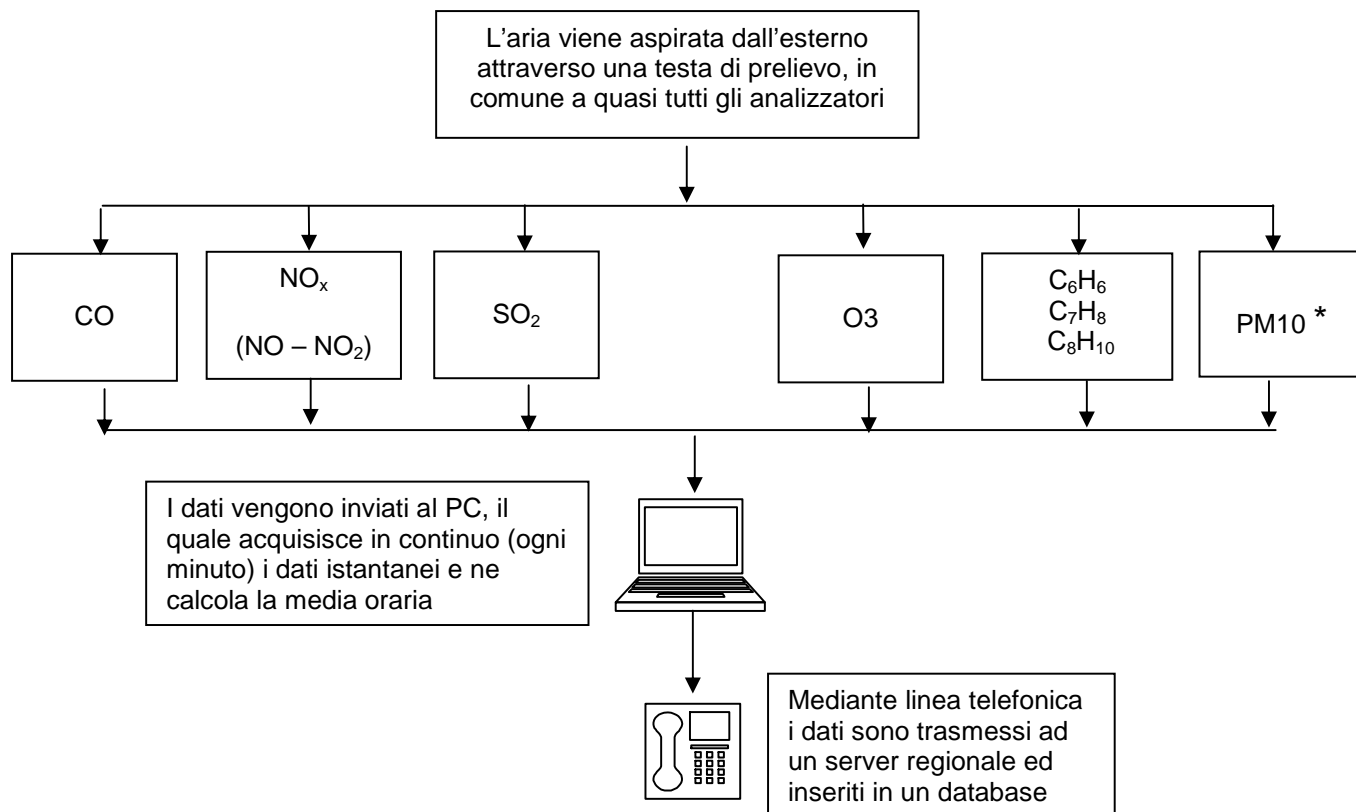 L’aria viene aspirata dall’esterno
attraverso una testa di prelievo, in
comune a quasi tutti gli analizzatori
CO
NOₓ
(NO – NO₂)
SO₂
O3
C₆H₆
C₇H₈
C₈H₁₀
PM10 *
I dati vengono inviati al PC, il
quale acquisisce in continuo (ogni
minuto) i dati istantanei e ne
calcola la media oraria
Mediante linea telefonica
i dati sono trasmessi ad
un server regionale ed
inseriti in un database